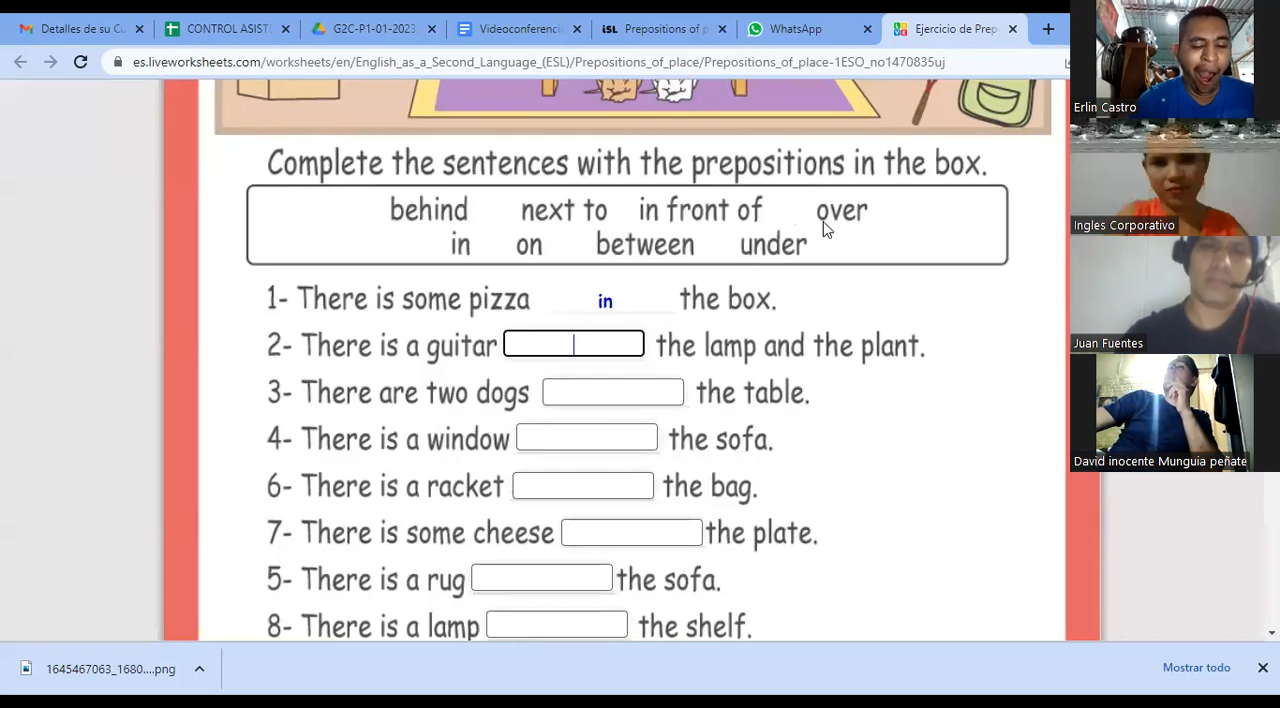 Detalles de su Cu
CONTROL ASIST
G2C-P1-01-2023
Videoconferenci
iSL Prepositions of p
WhatsApp
Ejercicio de Prep
es.liveworksheets.com/worksheets/en/English_as_a_Second_Language_(ESL)/Prepositions_of_place/Prepositions_of_place-1ESO_no1470835uj
Complete the sentences with the prepositions in the box.
behind next to in front of over
in on between under
1- There is some pizza in the box.
2- There is a guitar the lamp and the plant.
3- There are two dogs the table.
4- There is a window the sofa.
6- There is a racket the bag.
7- There is some cheese the plate.
5- There is a rug the sofa.
8- There is a lamp the shelf.
1645467063_1680....png
Mostrar todo
Erlin Castro
Ingles Corporativo
Juan Fuentes
David inocente Munguia peñate